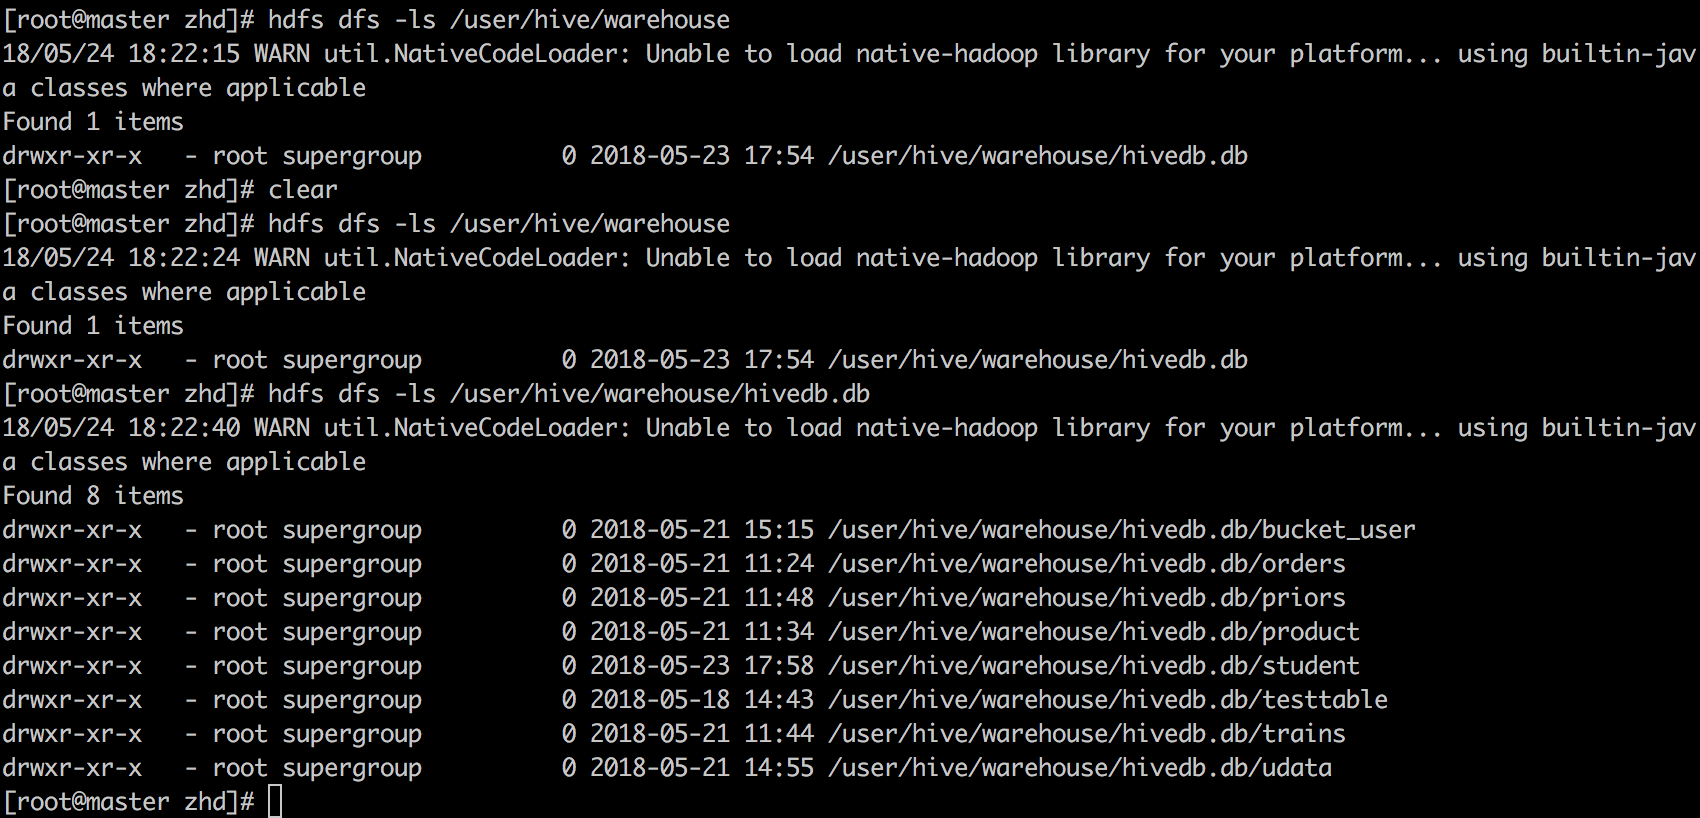 [root@master zhd]# hdfs dfs -ls /user/hive/warehouse
18/05/24 18:22:15 WARN util.NativeCodeLoader: Unable to load native-hadoop library for your platform... using builtin-jav
a classes where applicable
Found 1 items
drwxr-xr-x   - root supergroup          0 2018-05-23 17:54 /user/hive/warehouse/hivedb.db
[root@master zhd]# clear
[root@master zhd]# hdfs dfs -ls /user/hive/warehouse
18/05/24 18:22:24 WARN util.NativeCodeLoader: Unable to load native-hadoop library for your platform... using builtin-jav
a classes where applicable
Found 1 items
drwxr-xr-x   - root supergroup          0 2018-05-23 17:54 /user/hive/warehouse/hivedb.db
[root@master zhd]# hdfs dfs -ls /user/hive/warehouse/hivedb.db
18/05/24 18:22:40 WARN util.NativeCodeLoader: Unable to load native-hadoop library for your platform... using builtin-jav
a classes where applicable
Found 8 items
drwxr-xr-x   - root supergroup          0 2018-05-21 15:15 /user/hive/warehouse/hivedb.db/bucket_user
drwxr-xr-x   - root supergroup          0 2018-05-21 11:24 /user/hive/warehouse/hivedb.db/orders
drwxr-xr-x   - root supergroup          0 2018-05-21 11:48 /user/hive/warehouse/hivedb.db/priors
drwxr-xr-x   - root supergroup          0 2018-05-21 11:34 /user/hive/warehouse/hivedb.db/product
drwxr-xr-x   - root supergroup          0 2018-05-23 17:58 /user/hive/warehouse/hivedb.db/student
drwxr-xr-x   - root supergroup          0 2018-05-18 14:43 /user/hive/warehouse/hivedb.db/testtable
drwxr-xr-x   - root supergroup          0 2018-05-21 11:44 /user/hive/warehouse/hivedb.db/trains
drwxr-xr-x   - root supergroup          0 2018-05-21 14:55 /user/hive/warehouse/hivedb.db/udata
[root@master zhd]#